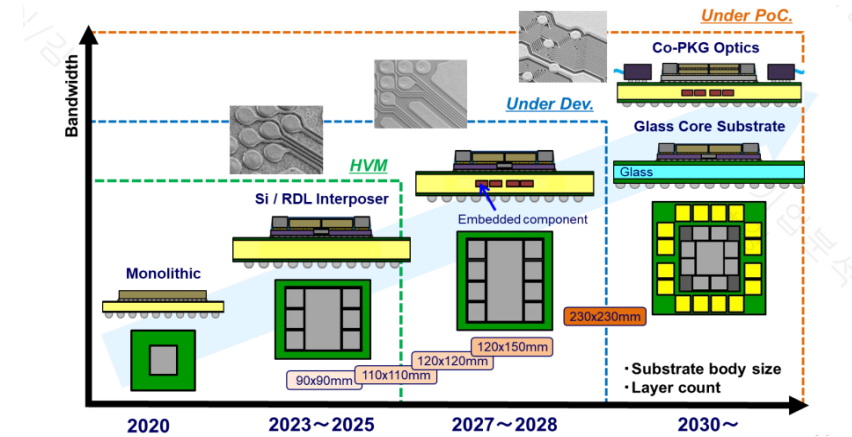 Under PoC.
Co-PKG Optics
Under Dev.
Bandwidth
Glass Core Substrate
HVM
Glass
Si / RDL Interposer
Embedded component
Monolithic
230x230mm
120x150mm
120x120mm
110x110mm
90x90mm
・Substrate body size
・Layer count
2020
2023～2025
2027～2028
2030～